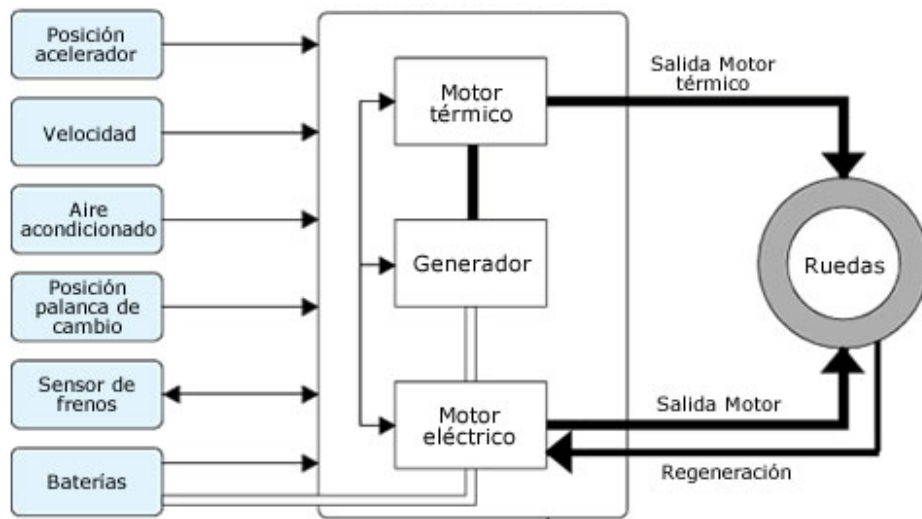 Posición
acelerador
Velocidad
Aire
acondicionado
Posición
palanca de
cambio
Sensor de
frenos
Baterías
Motor
térmico
Generador
Motor
eléctrico
Salida Motor
térmico
Ruedas
Salida Motor
Regeneración